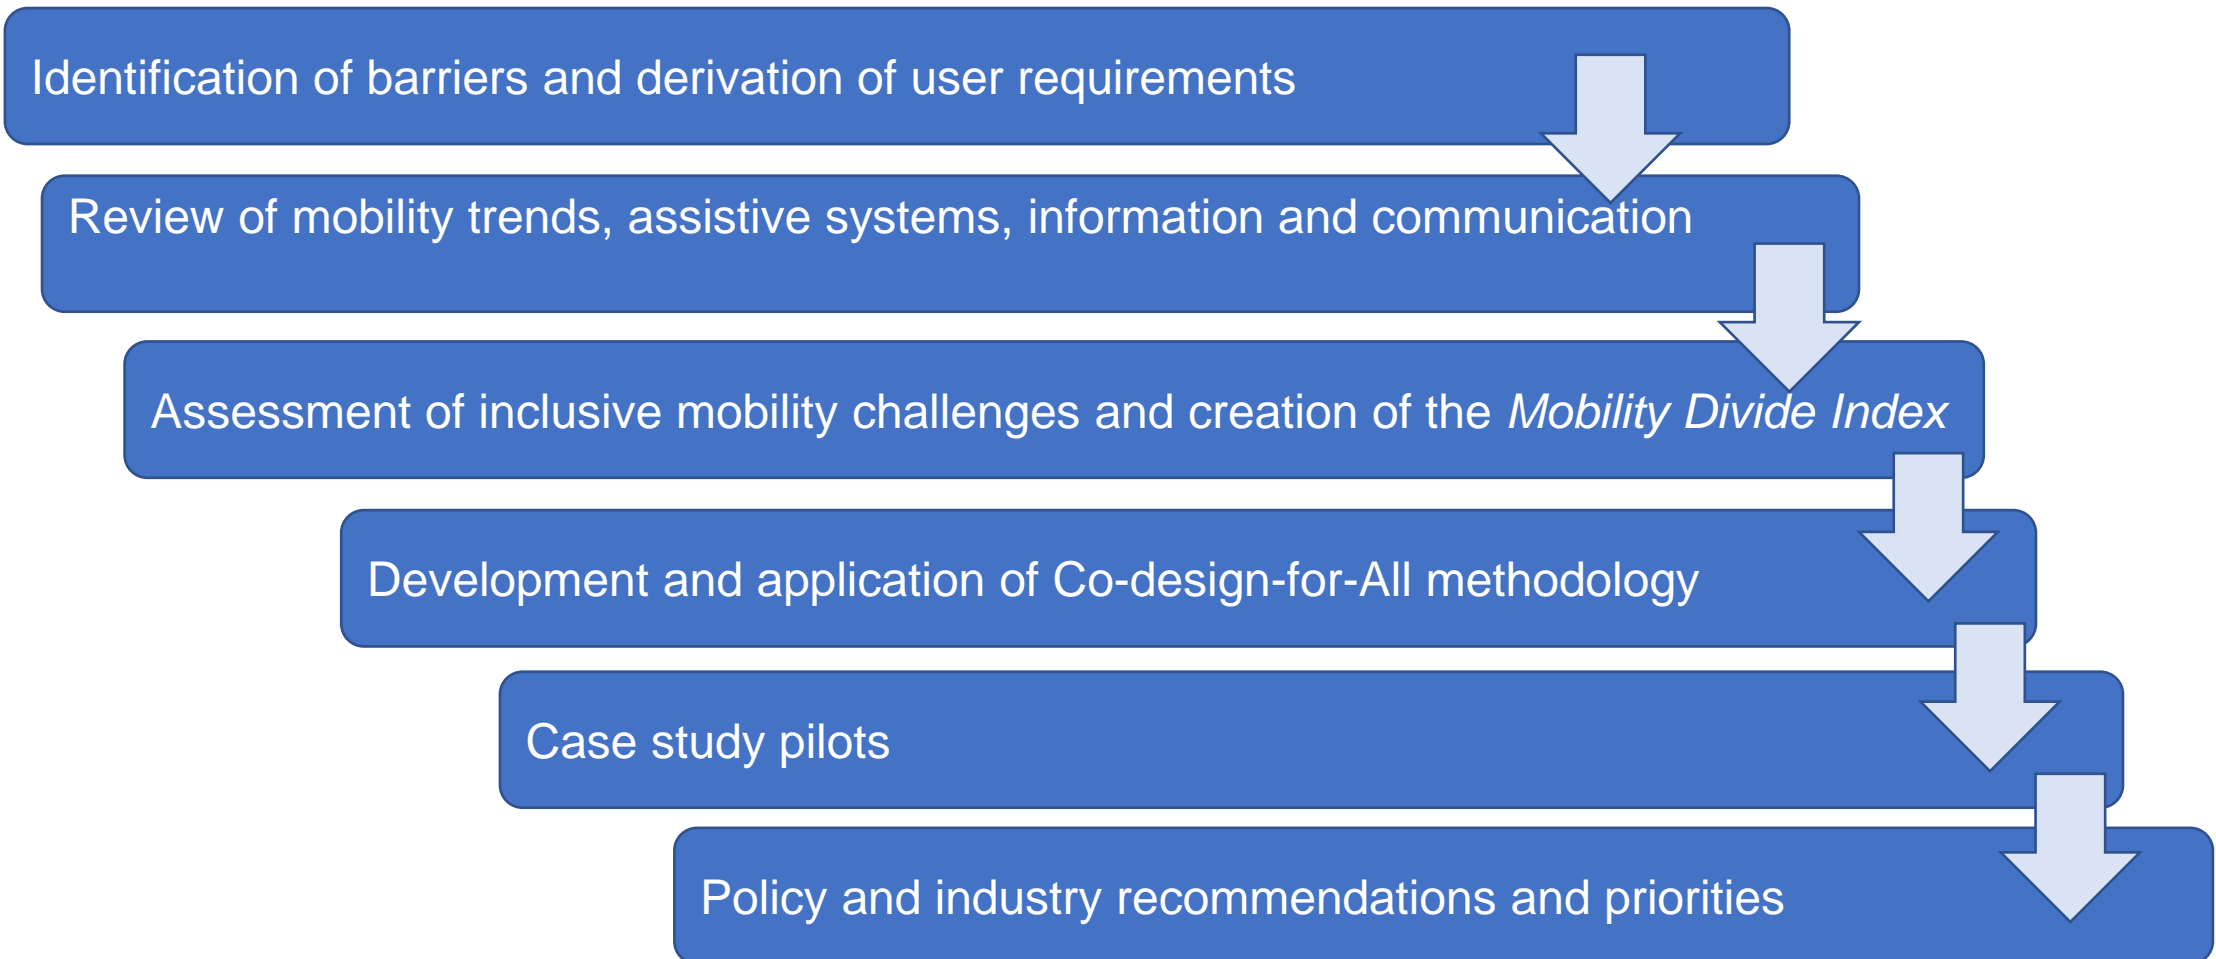 Identification of barriers and derivation of user requirements
Review of mobility trends, assistive systems, information and communication
Assessment of inclusive mobility challenges and creation of the Mobility Divide Index
Development and application of Co-design-for-All methodology
Case study pilots
Policy and industry recommendations and priorities